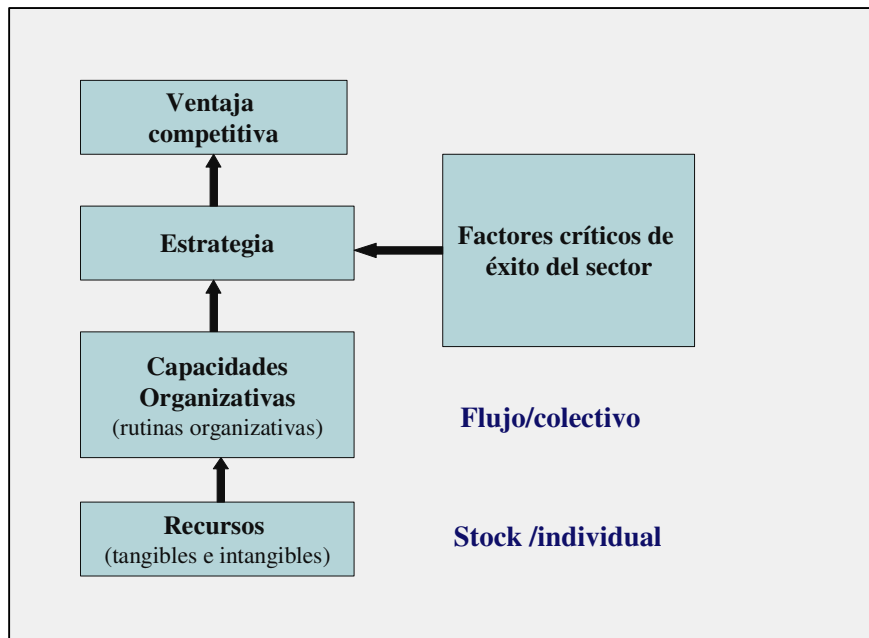 Ventaja
competitiva
Estrategia
Factores críticos de
éxito del sector
Capacidades
Organizativas
(rutinas organizativas)
Flujo/colectivo
Recursos
(tangibles e intangibles)
Stock /individual